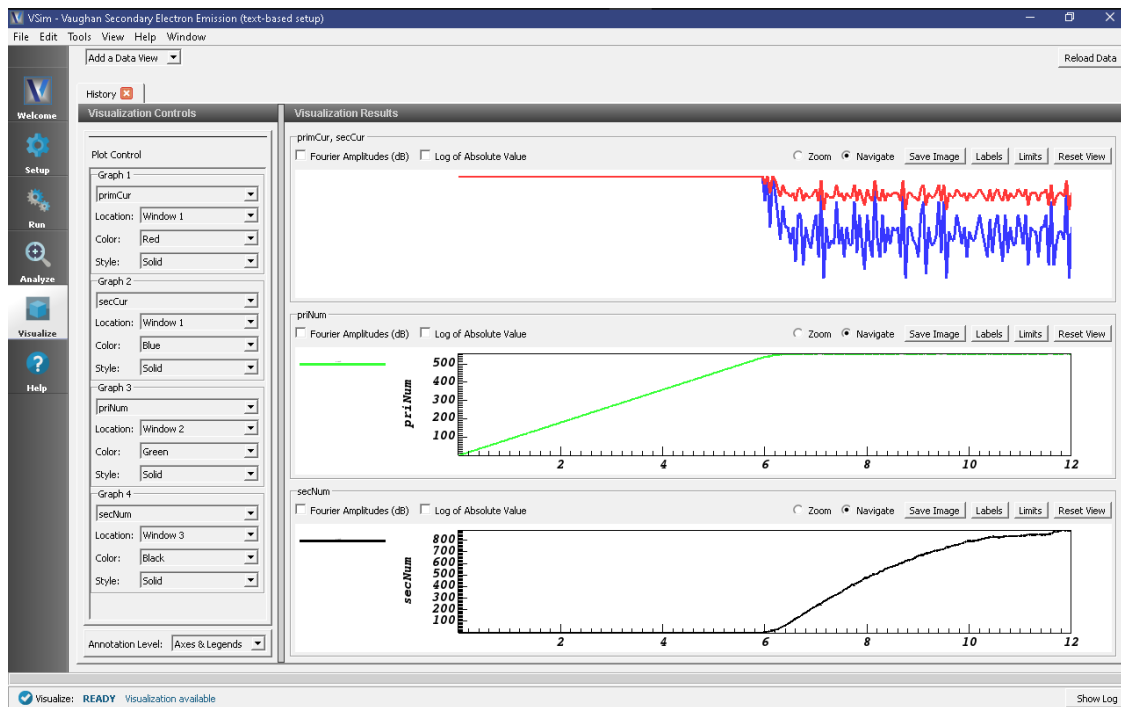 VSim - Vaughan Secondary Electron Emission (text-based setup)
File Edit Tools View Help Window
Add a Data View
Reload Data
History
Welcome
Setup
Run
Analyze
Visualize
Help
Visualization Controls
Plot Control
Graph 1
primCur
Location: Window 1
Color: Red
Style: Solid
Graph 2
secCur
Location: Window 1
Color: Blue
Style: Solid
Graph 3
priNum
Location: Window 2
Color: Green
Style: Solid
Graph 4
secNum
Location: Window 3
Color: Black
Style: Solid
Annotation Level: Axes & Legends
Visualization Results
primCur, secCur
Fourier Amplitudes (dB) Log of Absolute Value Zoom Navigate Save Image Labels Limits Reset View
priNum
Fourier Amplitudes (dB) Log of Absolute Value Zoom Navigate Save Image Labels Limits Reset View
priNum
500
400
300
200
100
2 4 6 8 10 12
secNum
Fourier Amplitudes (dB) Log of Absolute Value Zoom Navigate Save Image Labels Limits Reset View
secNum
800
700
600
500
400
300
200
100
2 4 6 8 10 12
Visualize: READY Visualization available
Show Log